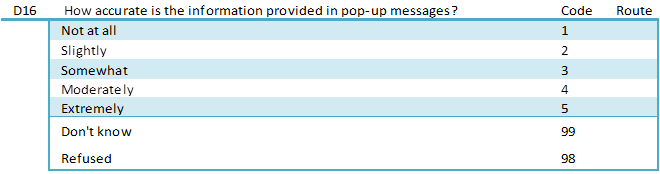 D16 How accurate is the information provided in pop-up messages? Code Route
Not at all 1
Slightly 2
Somewhat 3
Moderately 4
Extremely 5
Don't know 99
Refused 98